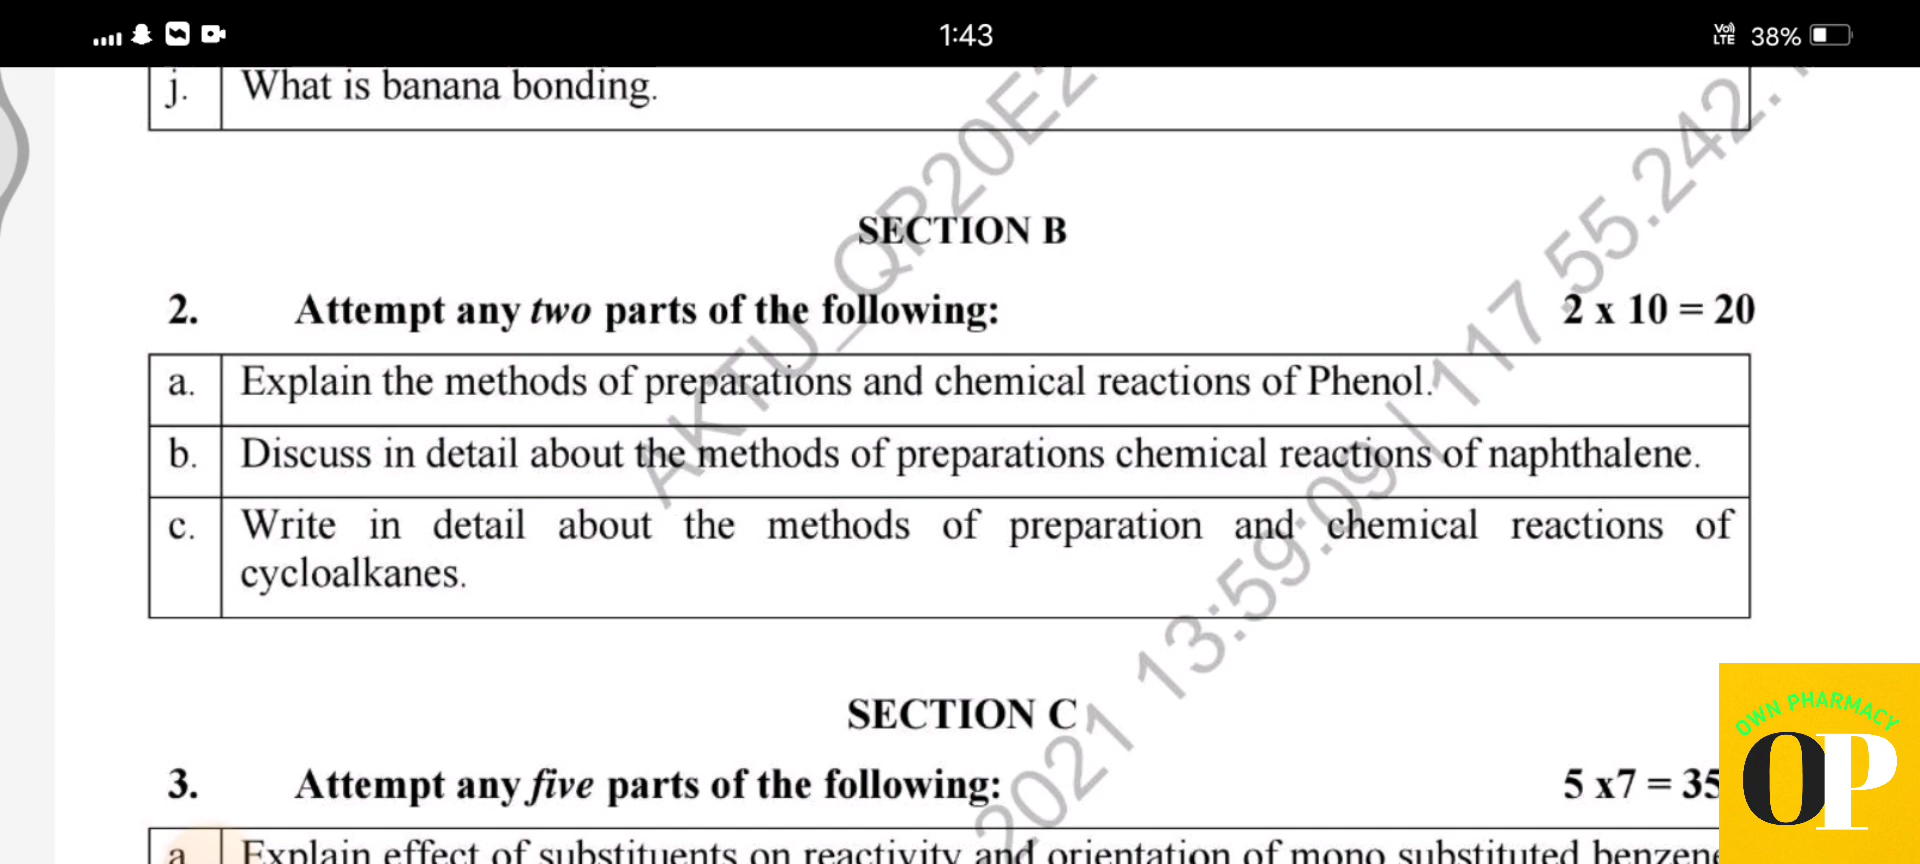 1:43
Vo) LTE 38%
j. What is banana bonding.
SECTION B
2. Attempt any two parts of the following: 2 x 10 = 20
a. Explain the methods of preparations and chemical reactions of Phenol.
b. Discuss in detail about the methods of preparations chemical reactions of naphthalene.
c. Write in detail about the methods of preparation and chemical reactions of
cycloalkanes.
SECTION C
3. Attempt any five parts of the following: 5 x7 = 35
a Explain effect of substituents on reactivity and orientation of mono substituted benzene
AKTU_QP20E2
2021 13:59:09 | 117.55.242.
OWN PHARMACY
OP